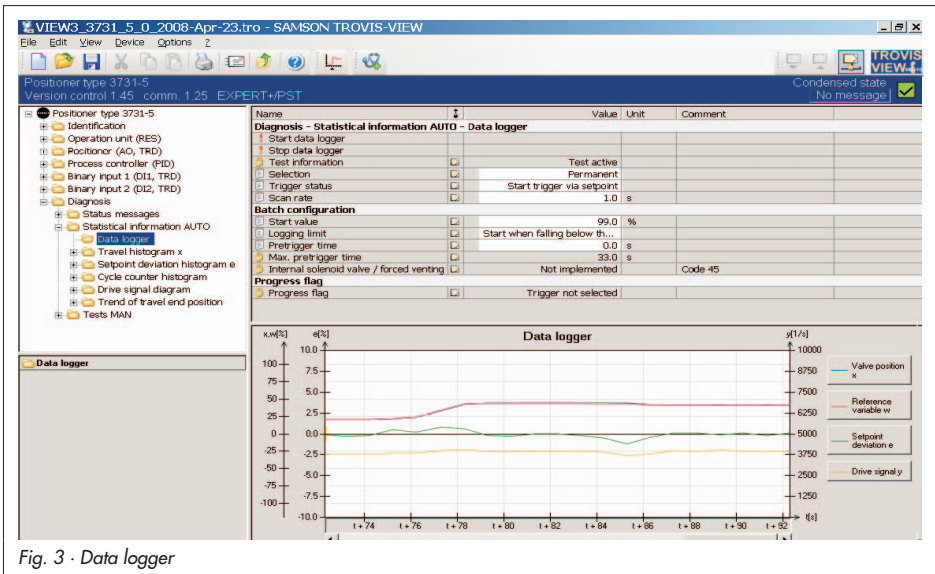 VIEW3_3731_5_0_2008-Apr-23.tro - SAMSON TROVIS-VIEW
File Edit View Device Options ?
TROVIS
VIEW
Positioner type 3731-5
Version control 1.45 comm. 1.25 EXPERT+/PST
Condensed state
No message
Positioner type 3731-5
Identification
Operation unit (RES)
Pocitionor (AO, TRD)
Process controller (PID)
Binary input 1 (DI1, TRD)
Binary input 2 (DI2, TRD)
Diagnosis
Status messages
Statistical information AUTO
Data logger
Travel histogram x
Setpoint deviation histogram e
Cycle counter histogram
Drive signal diagram
Trend of travel end position
Tests MAN
Data logger
Name Value Unit Comment
Diagnosis - Statistical information AUTO - Data logger
Start data logger
Stop data logger
Test information Test active
Selection Permanent
Trigger status Start trigger via setpoint
Scan rate 1.0 s
Batch configuration
Start value 99.0 %
Logging limit Start when falling below th...
Pretrigger time 0.0 s
Max. pretrigger time 33.0 s
Internal solenoid valve / forced venting Not implemented Code 45
Progress flag
Progress flag Trigger not selected
x,w[%] e[%] Data logger y[1/s]
10.0 10000
100 7.5 8750
75
5.0 7500
50
25 2.5 6250
0 0.0 5000
-25 -2.5 3750
-50
-5.0 2500
-75
-7.5 1250
-100
-10.0 t[s]
t + 74 t + 76 t + 78 t + 80 t + 82 t + 84 t + 86 t + 88 t + 90 t + 92
Valve position
x
Reference
variable w
Setpoint
deviation e
Drive signal y
Fig. 3 · Data logger